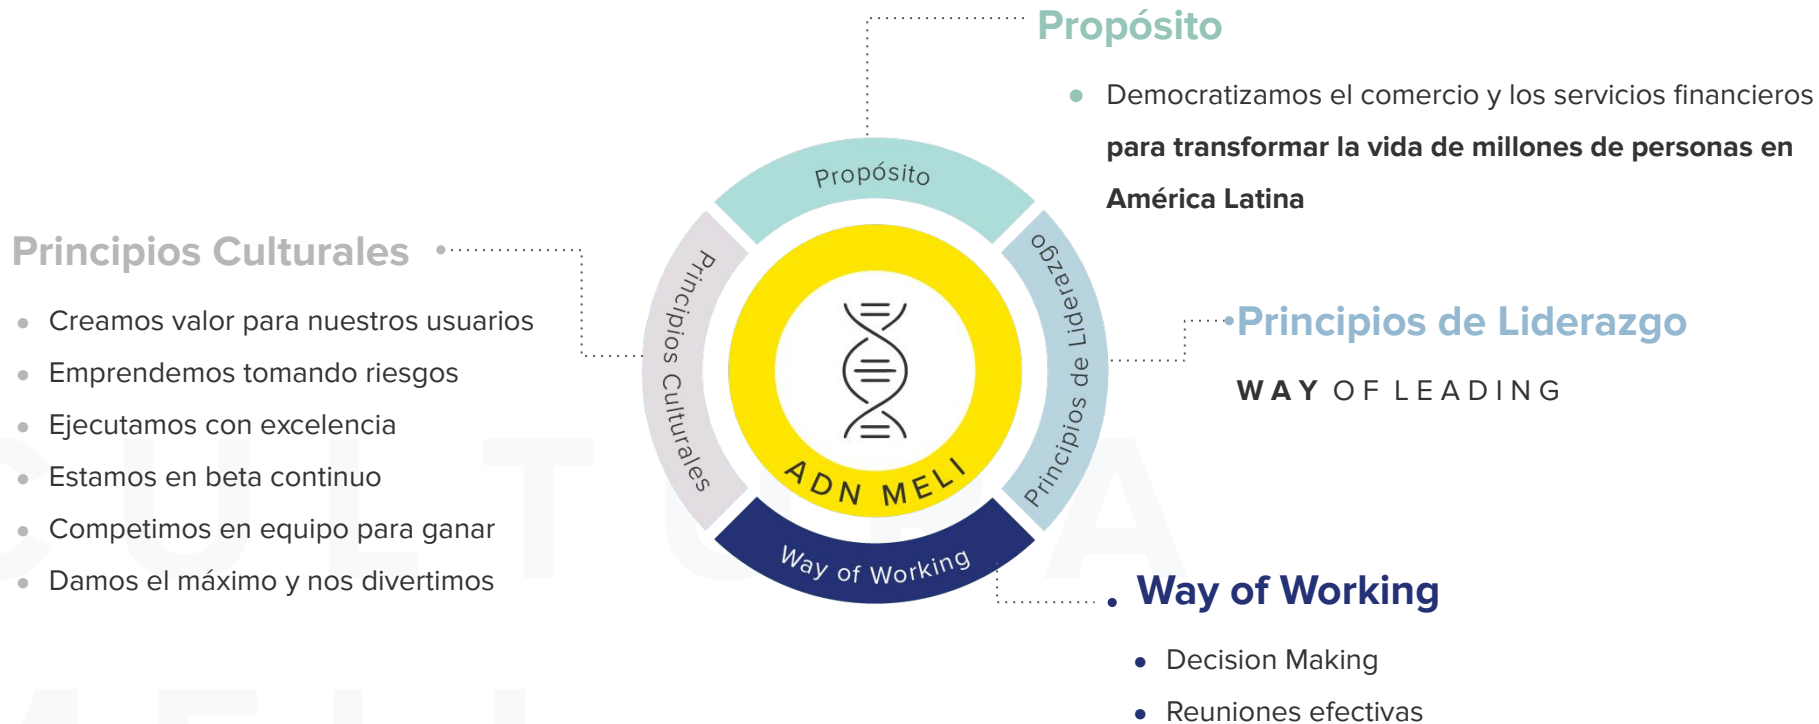 Propósito
Democratizamos el comercio y los servicios financieros
para transformar la vida de millones de personas en
América Latina
Principios Culturales
Creamos valor para nuestros usuarios
Emprendemos tomando riesgos
Ejecutamos con excelencia
Estamos en beta continuo
Competimos en equipo para ganar
Damos el máximo y nos divertimos
Propósito
Principios Culturales
Principios de Liderazgo
Way of Working
ADN MELI
Principios de Liderazgo
WAY OF LEADING
Way of Working
Decision Making
Reuniones efectivas
CULTURA
MELI